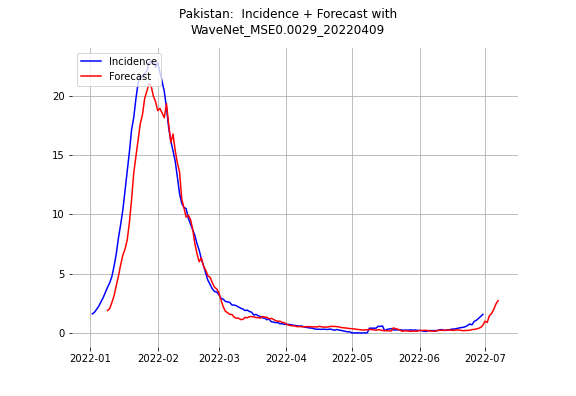 Pakistan:  Incidence + Forecast with
WaveNet_MSE0.0029_20220409
Incidence
Forecast
20
15
10
5
0
2022-01 2022-02 2022-03 2022-04 2022-05 2022-06 2022-07